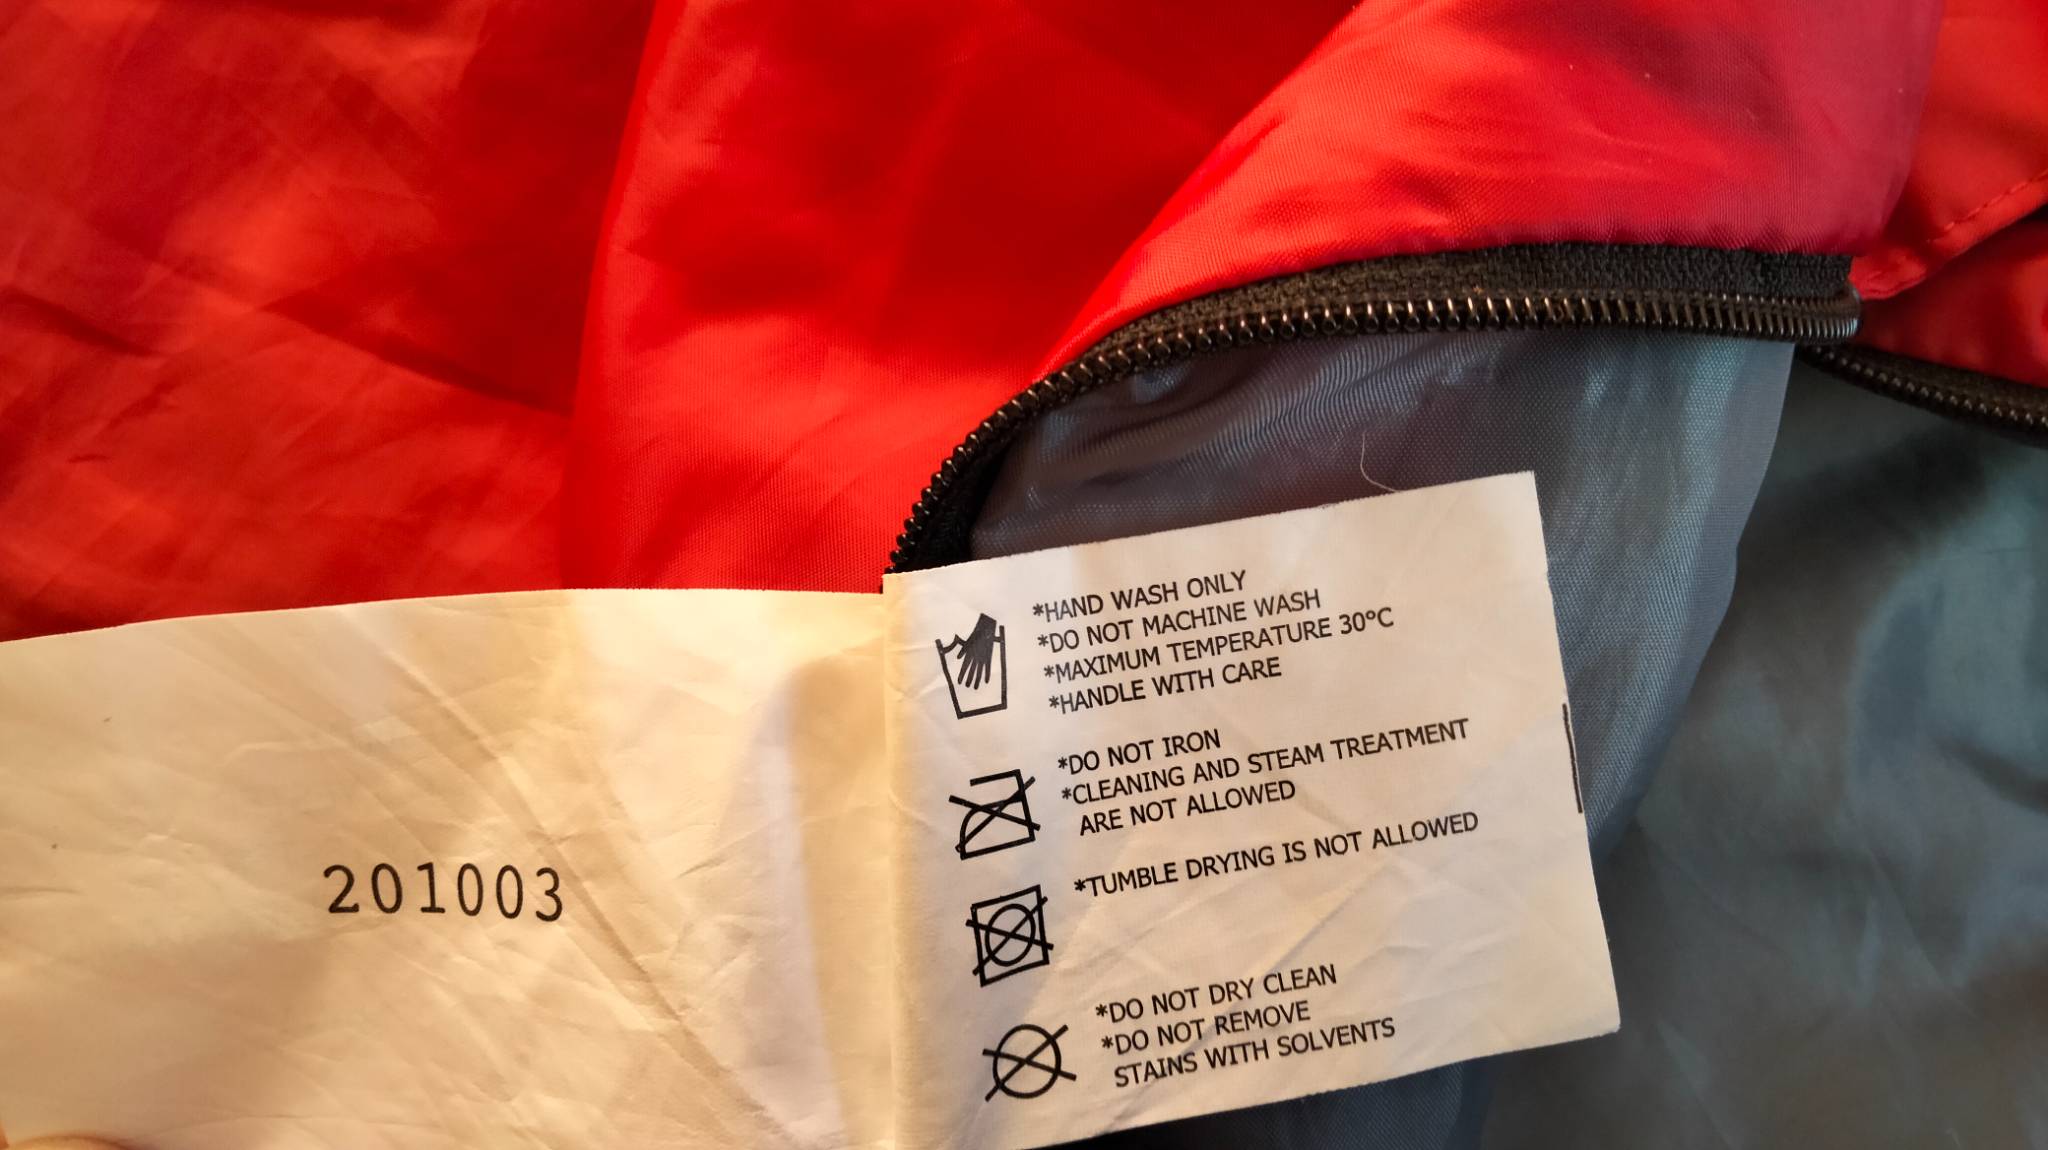 201003
*HAND WASH ONLY
*DO NOT MACHINE WASH
*MAXIMUM TEMPERATURE 30°C
*HANDLE WITH CARE
*DO NOT IRON
*CLEANING AND STEAM TREATMENT
ARE NOT ALLOWED
*TUMBLE DRYING IS NOT ALLOWED
*DO NOT DRY CLEAN
*DO NOT REMOVE
STAINS WITH SOLVENTS